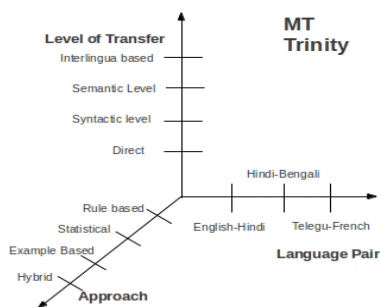 Level of Transfer
MT
Trinity
Interlingua based
Semantic Level
Syntactic level
Direct
Hindi-Bengali
Rule based
English-Hindi
Telegu-French
Statistical
Language Pair
Example Based
Hybrid
Approach